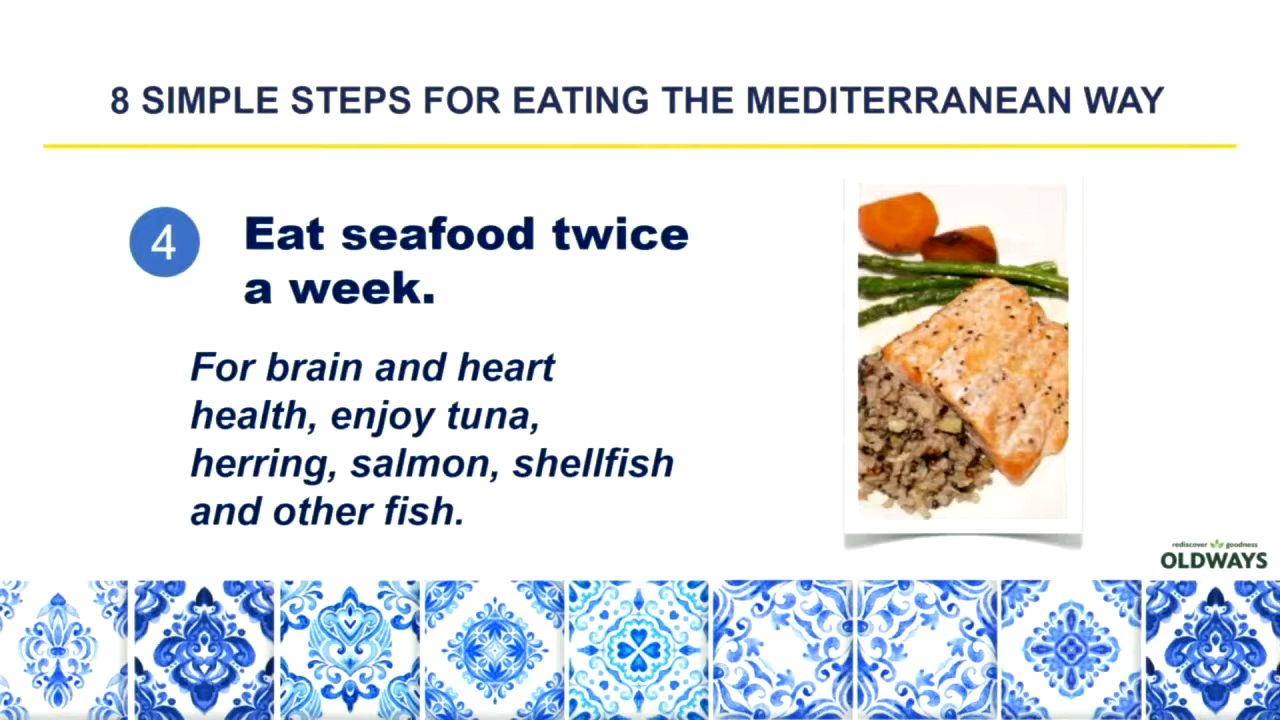 8 SIMPLE STEPS FOR EATING THE MEDITERRANEAN WAY
4
Eat seafood twice
a week.
For brain and heart
health, enjoy tuna,
herring, salmon, shellfish
and other fish.
rediscover goodness
OLDWAYS